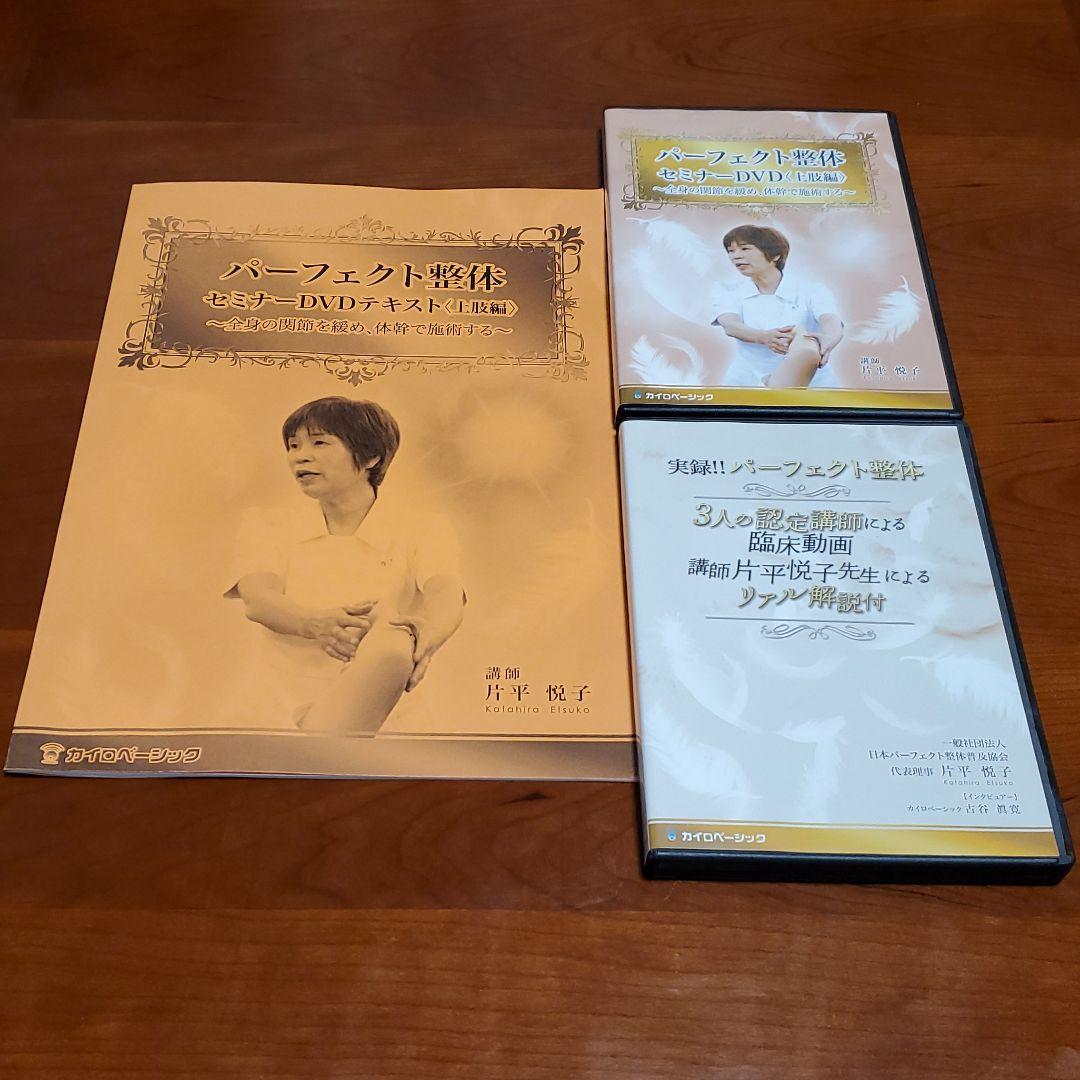 パーフェクト整体
セミナーDVDテキスト〈上肢編〉
～全身の関節を緩め、体幹で施術する～
講師
片平 悦子
Katahira Etsuko
カイロベーシック
パーフェクト整体
セミナーDVD〈上肢編〉
～全身の関節を緩め、体幹で施術する～
講師
片平 悦子
Katahira Etsuko
カイロベーシック
実録!!パーフェクト整体
3人の認定講師による
臨床動画
講師片平悦子先生による
リアル解説付
一般社団法人
日本パーフェクト整体普及協会
代表理事 片平 悦子
Katahira Etsuko
【インタビュアー】
カイロベーシック 古谷 眞寛
カイロベーシック